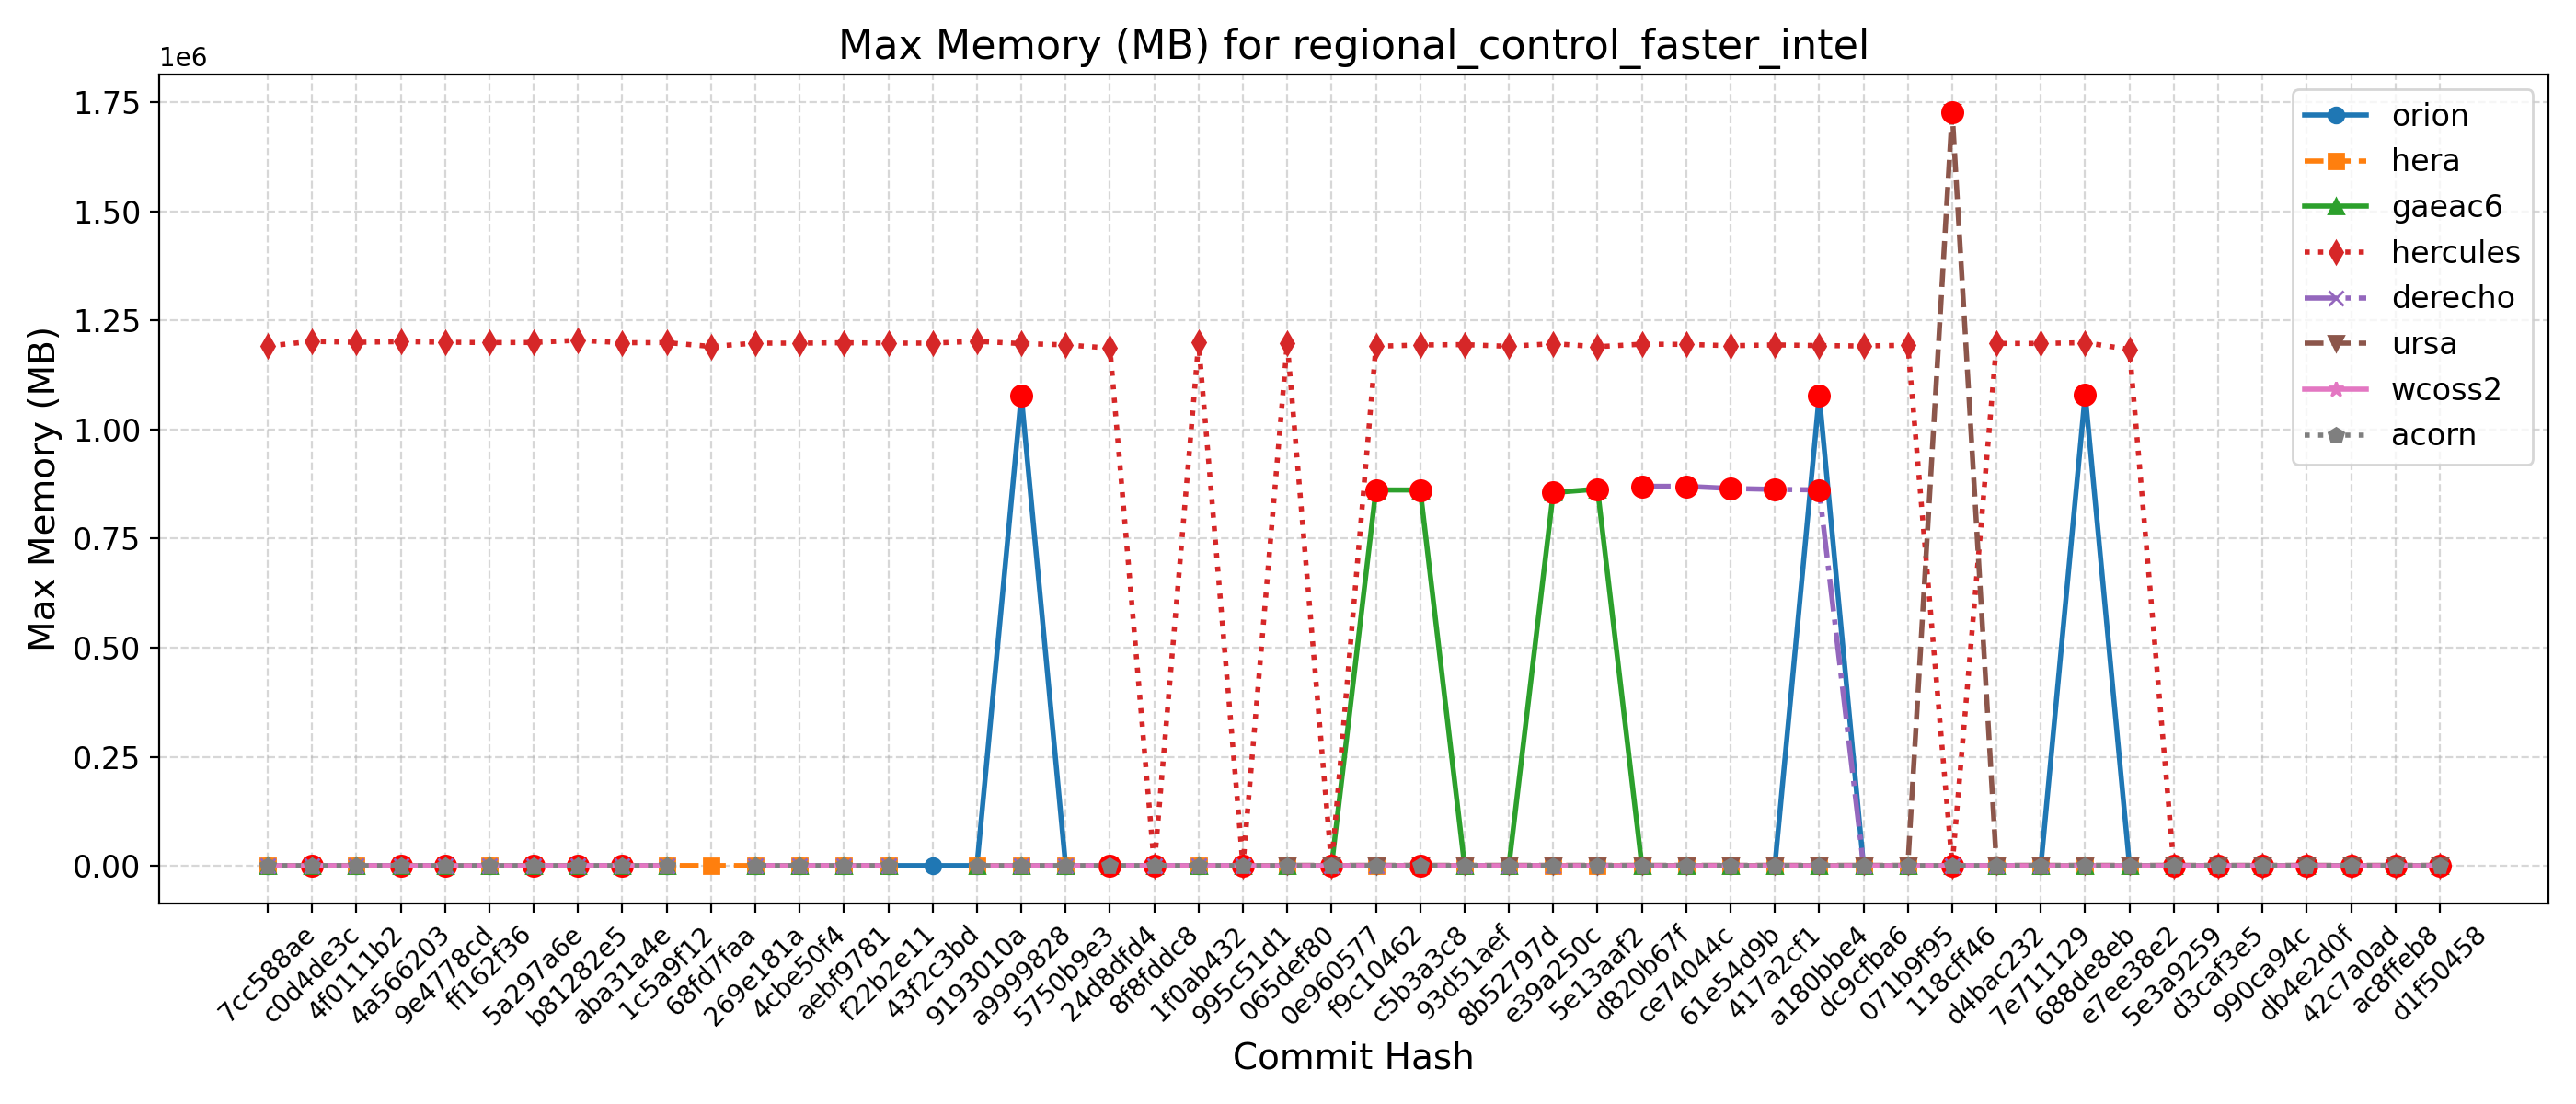 Max Memory (MB) for regional_control_faster_intel
1e6
1.75
1.50
1.25
1.00
0.75
0.50
0.25
0.00
Max Memory (MB)
orion
hera
gaeac6
hercules
derecho
ursa
wcoss2
acorn
7cc588ae
c0d4de3c
4f0111b2
4a566203
9e4778cd
ff162f36
5a297a6e
b81282e5
aba31a4e
1c5a9f12
68fd7faa
269e181a
4cbe50f4
aebf9781
f22b2e11
43f2c3bd
9193010a
a9999828
5750b9e3
24d8dfd4
8f8fddc8
1f0ab432
995c51d1
065def80
0e960577
f9c10462
c5b3a3c8
93d51aef
8b52797d
e39a250c
5e13aaf2
d820b67f
ce74044c
61e54d9b
417a2cf1
a180bbe4
dc9cfba6
071b9f95
118cff46
d4bac232
7e711129
688de8eb
e7ee38e2
5e3a9259
d3caf3e5
990ca94c
db4e2d0f
42c7a0ad
ac8ffeb8
d1f50458
Commit Hash